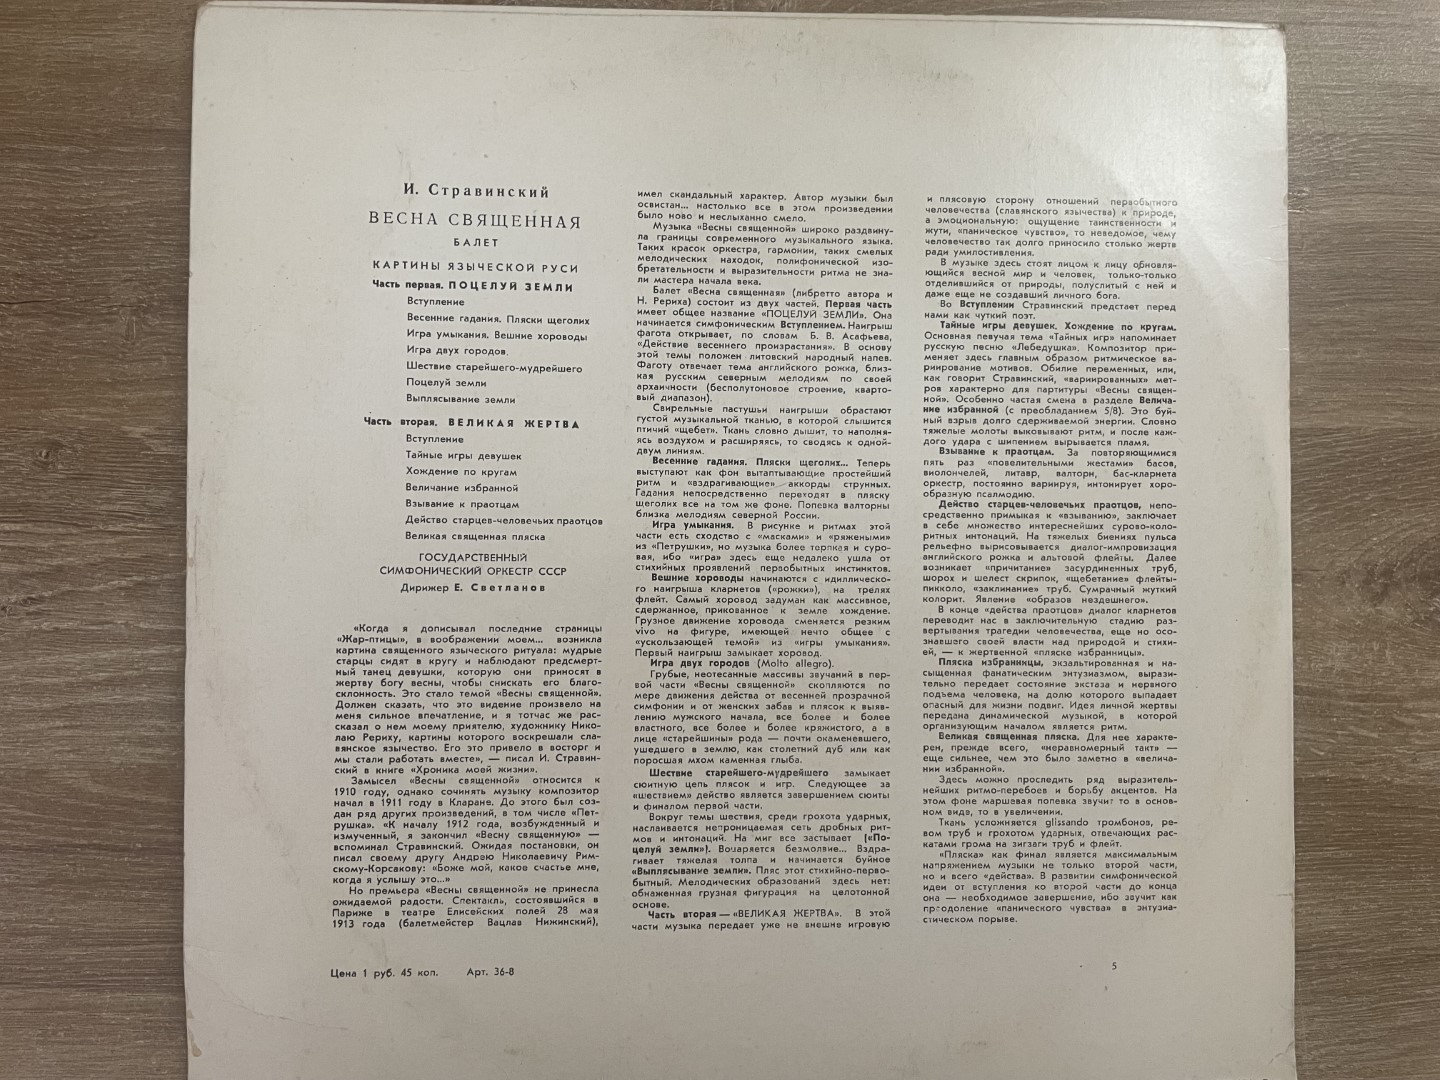 И. Стравинский
ВЕСНА СВЯЩЕННАЯ
БАЛЕТ
КАРТИНЫ ЯЗЫЧЕСКОЙ РУСИ
Часть первая. ПОЦЕЛУЙ ЗЕМЛИ
Вступление
Весенние гадания. Пляски щеголих
Игра умыкания. Вешние хороводы
Игра двух городов.
Шествие старейшего-мудрейшего
Поцелуй земли
Выплясывание земли
Часть вторая. ВЕЛИКАЯ ЖЕРТВА
Вступление
Тайные игры девушек
Хождение по кругам
Величание избранной
Взывание к праотцам
Действо старцев-человечьих праотцов
Великая священная пляска
ГОСУДАРСТВЕННЫЙ
СИМФОНИЧЕСКИЙ ОРКЕСТР СССР
Дирижер Е. Светланов
«Когда я дописывал последние страницы
«Жар-птицы», в воображении моем... возникла
картина священного языческого ритуала: мудрые
старцы сидят в кругу и наблюдают предсмерт-
ный танец девушки, которую они приносят в
жертву богу весны, чтобы снискать его благо-
склонность. Это стало темой «Весны священной».
Должен сказать, что это видение произвело на
меня сильное впечатление, и я тотчас же рас-
сказал о нем моему приятелю, художнику Нико-
лаю Рериху, картины которого воскрешали сла-
вянское язычество. Его это привело в восторг и
мы стали работать вместе», — писал И. Стравин-
ский в книге «Хроника моей жизни».
Замысел «Весны священной» относится к
1910 году, однако сочинять музыку композитор
начал в 1911 году в Кларане. До этого был соз-
дан ряд других произведений, в том числе «Пет-
рушка». «К началу 1912 года, возбужденный и
измученный, я закончил «Весну священную» —
вспоминал Стравинский. Ожидая постановки, он
писал своему другу Андрею Николаевичу Рим-
скому-Корсакову: «Боже мой, какое счастье мне,
когда я услышу это...»
Но премьера «Весны священной» не принесла
ожидаемой радости. Спектакль, состоявшийся в
Париже в театре Елисейских полей 28 мая
1913 года (балетмейстер Вацлав Нижинский),
имел скандальный характер. Автор музыки был
освистан... настолько все в этом произведении
было ново и неслыханно смело.
Музыка «Весны священной» широко раздвину-
ла границы современного музыкального языка.
Таких красок оркестра, гармонии, таких смелых
мелодических находок, полифонической изо-
бретательности и выразительности ритма не зна-
ли мастера начала века.
Балет «Весна священная» (либретто автора и
Н. Рериха) состоит из двух частей. Первая часть
имеет общее название «ПОЦЕЛУЙ ЗЕМЛИ». Она
начинается симфоническим Вступлением. Наигрыш
фагота открывает, по словам Б. В. Асафьева,
«Действие весеннего произрастания». В основу
этой темы положен литовский народный напев.
Фаготу отвечает тема английского рожка, близ-
кая русским северным мелодиям по своей
архаичности (бесполутоновое строение, кварто-
вый диапазон).
Свирельные пастушьи наигрыши обрастают
густой музыкальной тканью, в которой слышится
птичий «щебет». Ткань словно дышит, то наполня-
ясь воздухом и расширяясь, то сводясь к одной-
двум линиям.
Весенние гадания. Пляски щеголих... Теперь
выступают как фон вытаптывающие простейший
ритм и «вздрагивающие» аккорды струнных.
Гадания непосредственно переходят в пляску
щеголих все на том же фоне. Попевка валторны
близка мелодиям северной России.
Игра умыкания. В рисунке и ритмах этой
части есть сходство с «масками» и «ряжеными»
из «Петрушки», но музыка более терпкая и суро-
вая, ибо «игра» здесь еще недалеко ушла от
стихийных проявлений первобытных инстинктов.
Вешние хороводы начинаются с идиллическо-
го наигрыша кларнетов («рожки»), на трелях
флейт. Самый хоровод задуман как массивное,
сдержанное, прикованное к земле хождение.
Грузное движение хоровода сменяется резким
vivo на фигуре, имеющей нечто общее с
«ускользающей темой» из «игры умыкания».
Первый наигрыш замыкает хоровод.
Игра двух городов (Molto allegro).
Грубые, неотесанные массивы звучаний в пер-
вой части «Весны священной» скопляются по
мере движения действа от весенней прозрачной
симфонии и от женских забав и плясок к выяв-
лению мужского начала, все более и более
властного, все более и более кряжистого, а в
лице «старейшины» рода — почти окаменевшего,
ушедшего в землю, как столетний дуб или как
поросшая мхом каменная глыба.
Шествие старейшего-мудрейшего замыкает
сюитную цепь плясок и игр. Следующее за
«шествием» действо является завершением сюиты
и финалом первой части.
Вокруг темы шествия, среди грохота ударных,
наслаивается непроницаемая сеть дробных рит-
мов и интонаций. На миг все застывает («По-
целуй земли»). Воцаряется безмолвие... Вздра-
гивает тяжелая толпа и начинается буйное
«Выплясывание земли». Пляс этот стихийно-перво-
бытный. Мелодических образований здесь нет:
обнаженная грузная фигурация на целотонной
основе.
Часть вторая — «ВЕЛИКАЯ ЖЕРТВА». В этой
части музыка передает уже не внешне игровую
и плясовую сторону отношений первобытного
человечества (славянского язычества) к природе,
а эмоциональную: ощущение таинственности и
жути, «паническое чувство», то неведомое, чему
человечество так долго приносило столько жертв
ради умилостивления.
В музыке здесь стоят лицом к лицу обновля-
ющийся весной мир и человек, только-только
отделившийся от природы, полуслитый с ней и
даже еще не создавший личного бога.
Во Вступлении Стравинский предстает перед
нами как чуткий поэт.
Тайные игры девушек. Хождение по кругам.
Основная певучая тема «Тайных игр» напоминает
русскую песню «Лебедушка». Композитор при-
меняет здесь главным образом ритмическое ва-
риирование мотивов. Обилие переменных, или,
как говорит Стравинский, «вариированных» мет-
ров характерно для партитуры «Весны священ-
ной». Особенно частая смена в разделе Величан-
ие избранной (с преобладанием 5/8). Это буй-
ный взрыв долго сдерживаемой энергии. Словно
тяжелые молоты выковывают ритм, и после каж-
дого удара с шипением вырывается пламя.
Взывание к праотцам. За повторяющимися
пять раз «повелительными жестами» басов,
виолончелей, литавр, валторн, бас-кларнета
оркестр, постоянно варируя, интонирует хоро-
образную псалмодию.
Действо старцев-человечьих праотцов, непо-
средственно примыкая к «взыванию», заключает
в себе множество интереснейших сурово-коло-
ритных интонаций. На тяжелых биениях пульса
рельефно вырисовывается диалог-импровизация
английского рожка и альтовой флейты. Далее
возникает «причитание» засурдиненных труб,
шорох и шелест скрипок, «щебетание» флейты-
пикколо, «заклинание» труб. Сумрачный жуткий
колорит. Явление «образов нездешнего».
В конце «действа праотцов» диалог кларнетов
переводит нас в заключительную стадию раз-
вертывания трагедии человечества, еще но осо-
знавшего своей власти над природой и стихи-
ей, — к жертвенной «пляске избранницы».
Пляска избранницы, экзальтированная и на-
сыщенная фанатическим энтузиазмом, вырази-
тельно передает состояние экстаза и нервного
подъема человека, на долю которого выпадает
опасный для жизни подвиг. Идея личной жертвы
передана динамической музыкой, в которой
организующим началом является ритм.
Великая священная пляска. Для нее характе-
рен, прежде всего, «неравномерный такт» —
еще сильнее, чем это было заметно в «велича-
нии избранной».
Здесь можно проследить ряд выразитель-
нейших ритмо-перебоев и борьбу акцентов. На
этом фоне маршевая попевка звучит то в основ-
ном виде, то в увеличении.
Ткань усложняется glissando тромбонов, ре-
вом труб и грохотом ударных, отвечающих рас-
катами грома на зигзаги труб и флейт.
«Пляска» как финал является максимальным
напряжением музыки не только второй части,
но и всего «действа». В развитии симфонической
идеи от вступления ко второй части до конца
она — необходимое завершение, ибо звучит как
преодоление «панического чувства» в энтузиа-
стическом порыве.
Цена 1 руб. 45 коп. Арт. 36-8
5